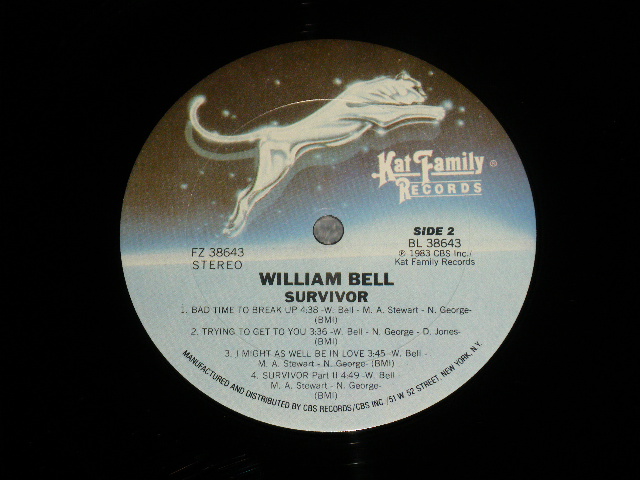 Kat Family ®
RECORDS
SIDE 2
BL 38643
℗ 1983 CBS Inc./
Kat Family Records
FZ 38643
STEREO
WILLIAM BELL
SURVIVOR
1. BAD TIME TO BREAK UP 4:38 -W. Bell - M. A. Stewart - N. George-
(BMI)
2. TRYING TO GET TO YOU 3:36 -W. Bell - N. George - D. Jones-
(BMI)
3. I MIGHT AS WELL BE IN LOVE 3:45 -W. Bell -
M. A. Stewart - N. George- (BMI)
4. SURVIVOR Part II 4:49 -W. Bell -
M. A. Stewart - N. George-
(BMI)
MANUFACTURED AND DISTRIBUTED BY CBS RECORDS/CBS INC./51 W. 52 STREET, NEW YORK, N.Y.